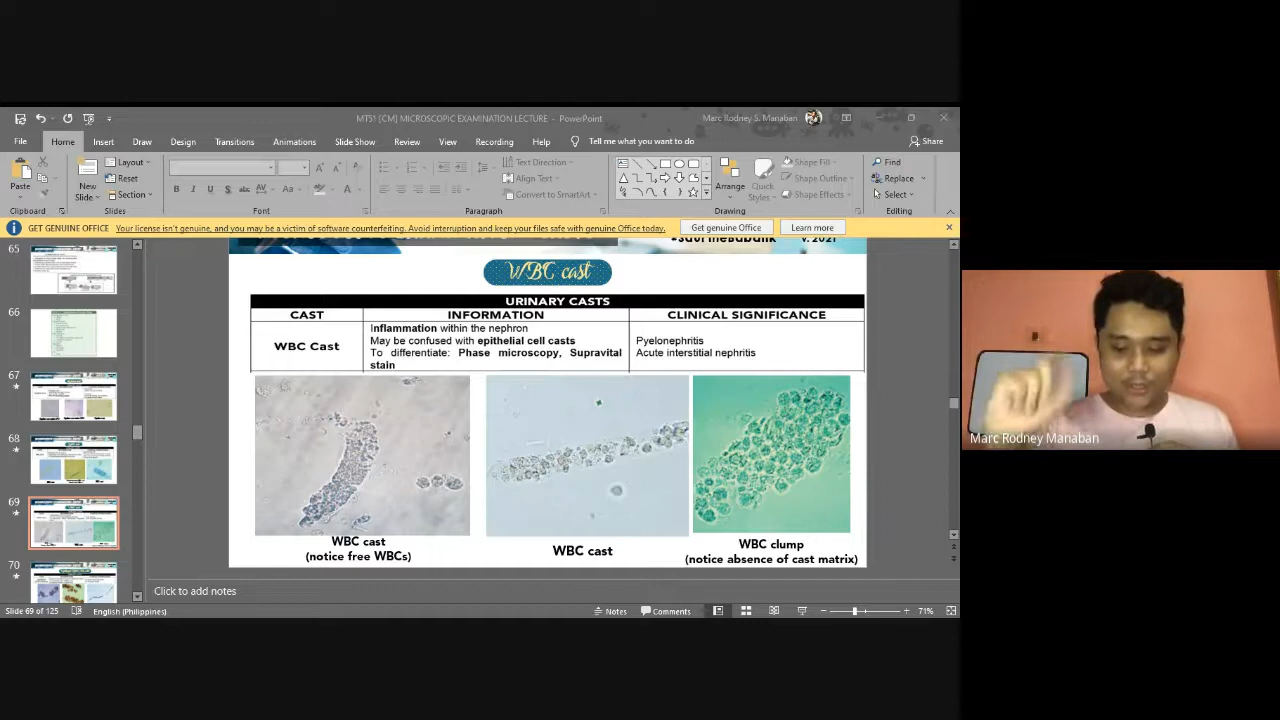 MT51 [CM] MICROSCOPIC EXAMINATION LECTURE - PowerPoint
Marc Rodney S. Manaban
File Home Insert Draw Design Transitions Animations Slide Show Review View Recording Help Tell me what you want to do Share
Paste
New Slide
Layout
Reset
Section
Text Direction
Align Text
Convert to SmartArt
Arrange
Quick Styles
Shape Fill
Shape Outline
Shape Effects
Find
Replace
Select
Clipboard Slides Font Paragraph Drawing Editing
GET GENUINE OFFICE Your license isn't genuine, and you may be a victim of software counterfeiting. Avoid interruption and keep your files safe with genuine Office today. Get genuine Office Learn more
65
66
67
68
69
70
V. 2021
WBC cast
URINARY CASTS
CAST INFORMATION CLINICAL SIGNIFICANCE
WBC Cast
Inflammation within the nephron
May be confused with epithelial cell casts
To differentiate: Phase microscopy, Supravital
stain
Pyelonephritis
Acute interstitial nephritis
WBC cast
(notice free WBCs)
WBC cast
WBC clump
(notice absence of cast matrix)
Click to add notes
Slide 69 of 125 English (Philippines) Notes Comments 71%
Marc Rodney Manaban